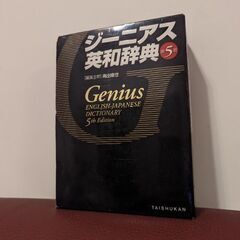 ジーニアス
英和辞典
第5版
Genius
ENGLISH-JAPANESE
DICTIONARY
5th Edition
TAISHUKAN